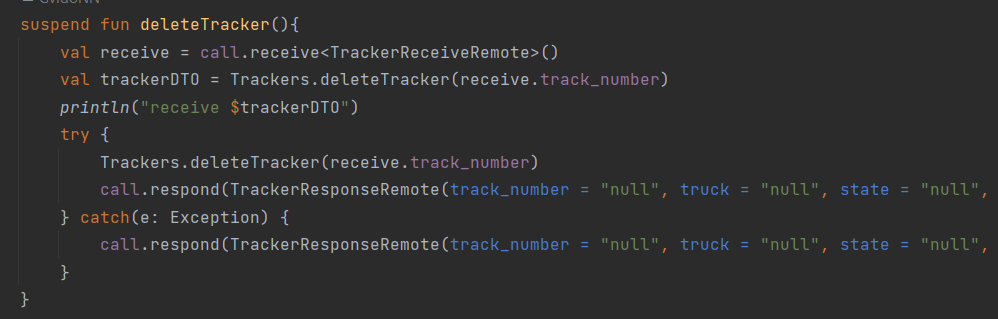 suspend fun deleteTracker(){
    val receive = call.receive<TrackerReceiveRemote>()
    val trackerDTO = Trackers.deleteTracker(receive.track_number)
    println("receive $trackerDTO")
    try {
        Trackers.deleteTracker(receive.track_number)
        call.respond(TrackerResponseRemote(track_number = "null", truck = "null", state = "null",
    } catch(e: Exception) {
        call.respond(TrackerResponseRemote(track_number = "null", truck = "null", state = "null",
    }
}